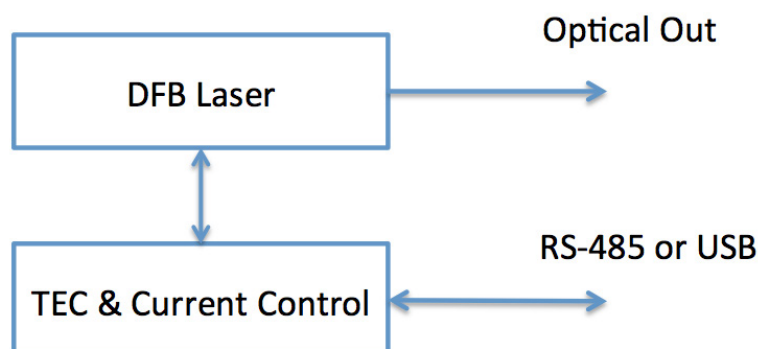 Optical Out
DFB Laser
RS-485 or USB
TEC & Current Control